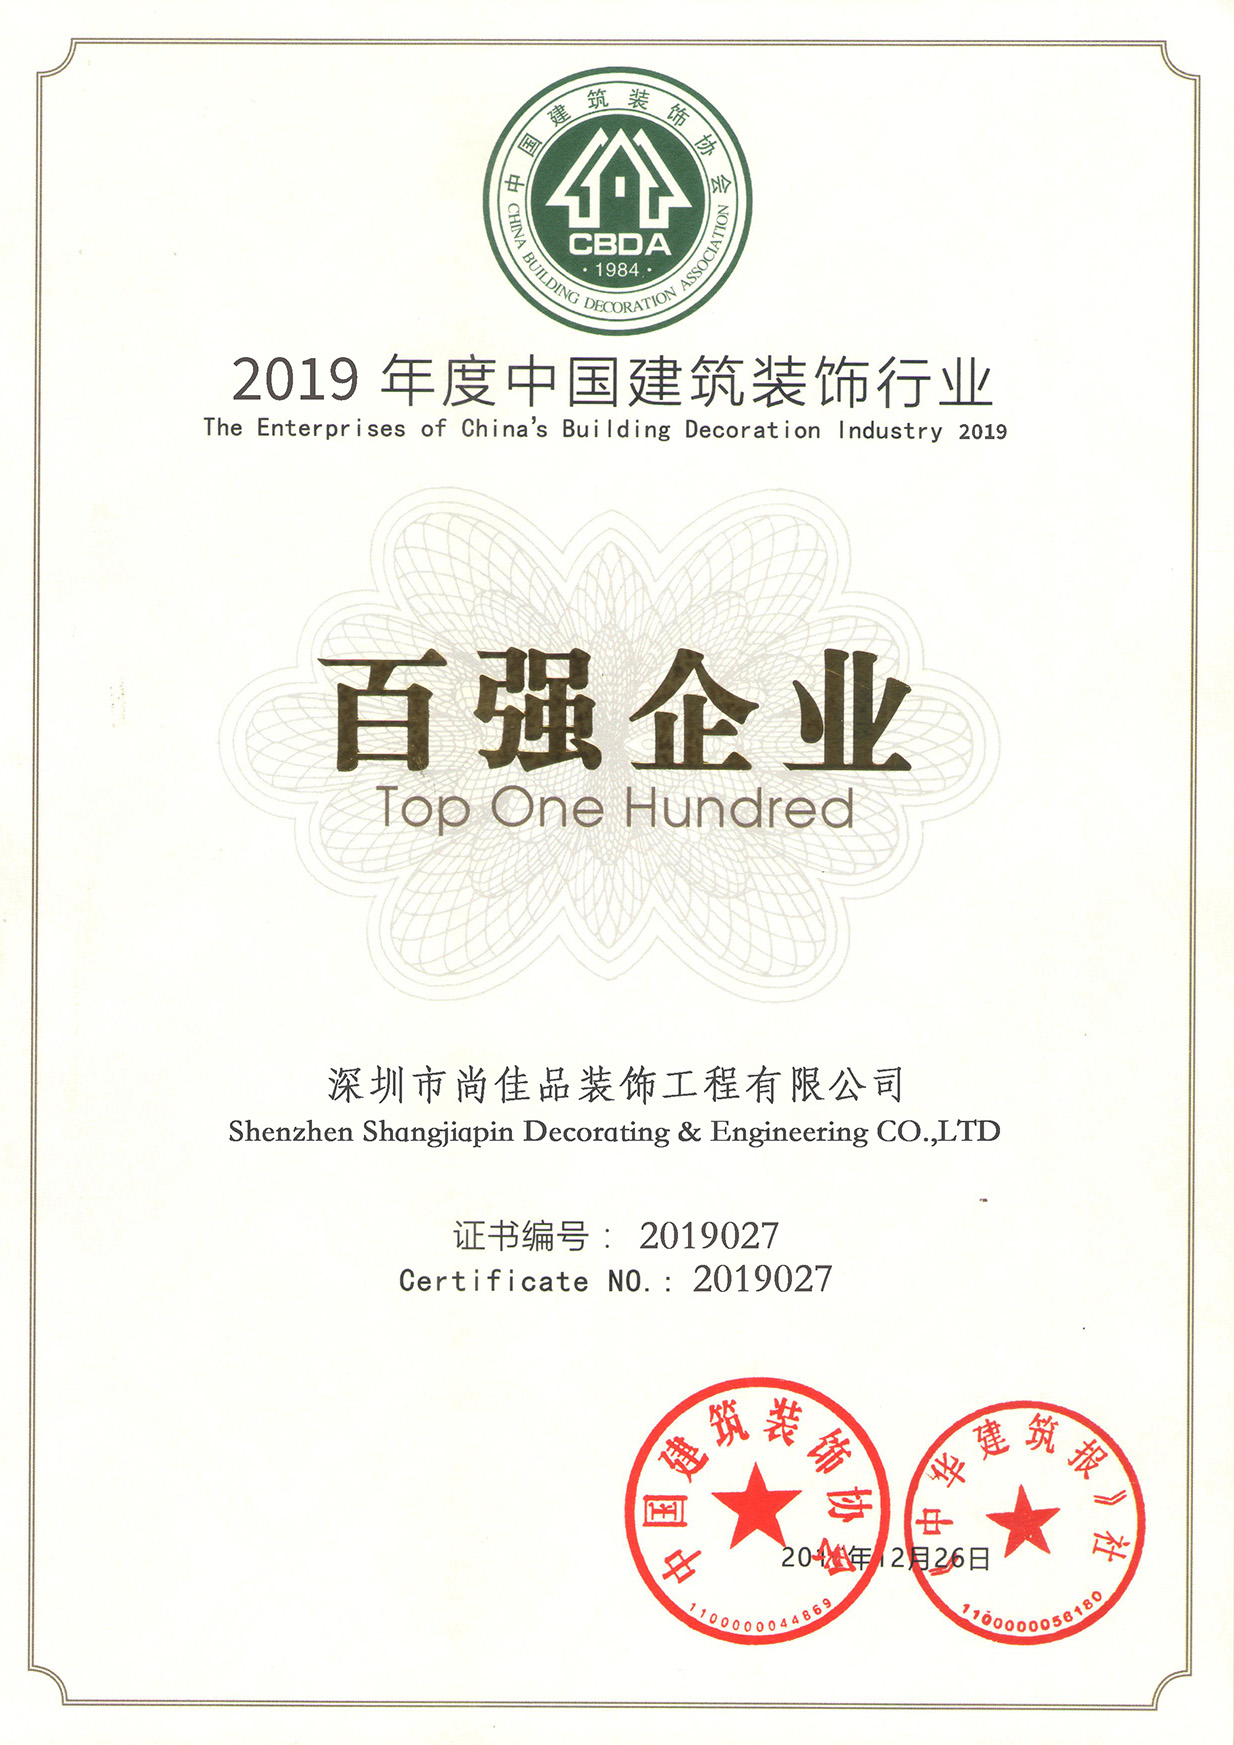 中国建筑装饰协会
CBDA
·1984·
CHINA BUILDING DECORATION ASSOCIATION
2019 年度中国建筑装饰行业
The Enterprises of China's Building Decoration Industry 2019
百强企业
Top One Hundred
深圳市尚佳品装饰工程有限公司
Shenzhen Shangjiapin Decorating & Engineering CO.,LTD
证书编号： 2019027
Certificate NO.: 2019027
中国建筑装饰协会
1100000044869
《中华建筑报》社
1100000056180
年12月26日